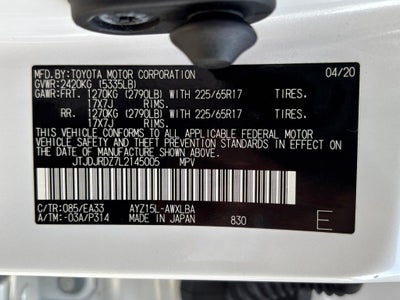 MFD. BY: TOYOTA MOTOR CORPORATION 04/20
GVWR: 2420KG (5335LB)
GAWR: FRT. 1270KG (2790LB) WITH 225/65R17 TIRES.
17X7J RIMS.
RR. 1270KG (2790LB) WITH 225/65R17 TIRES.
17X7J RIMS.
THIS VEHICLE CONFORMS TO ALL APPLICABLE FEDERAL MOTOR
VEHICLE SAFETY AND THEFT PREVENTION STANDARDS IN EFFECT ON
THE DATE OF MANUFACTURE SHOWN ABOVE.
JTJDJRDZ7L2145005 MPV
C/TR: 085/EA33 AYZ15L-AWXLBA
A/TM: -03A/P314 MADE IN JAPAN 830 E